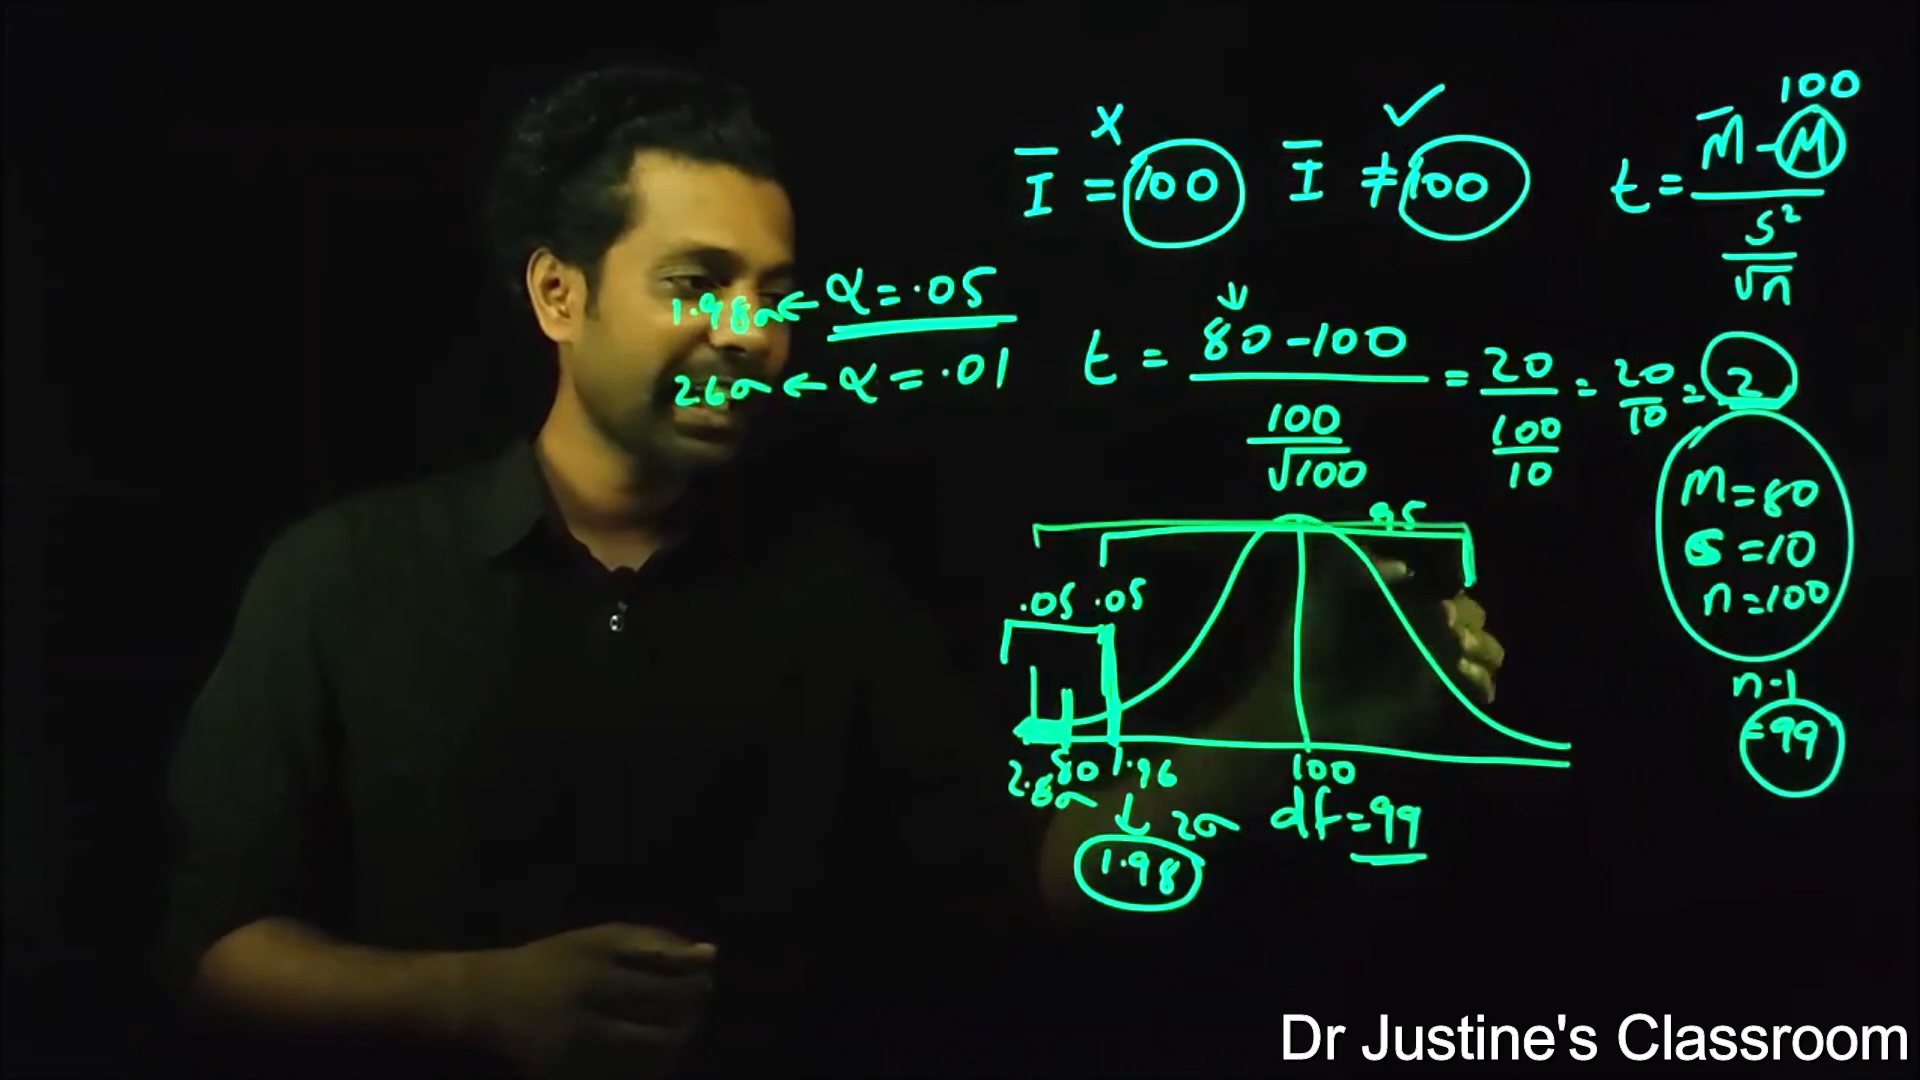 x ✓
Ī = 100 Ī ≠ 100
t = M̄ - M 100
S²
√n
1.98σ ← α = .05
2.6σ ← α = .01
t = 80 - 100 = 20 = 20 = 2
100 100 10
√100 10
M = 80
σ = 10
n = 100
n - 1
= 99
95
.05 .05
80 1.96 100
2.6σ
↓ 2σ
1.98
df = 99
Dr Justine's Classroom